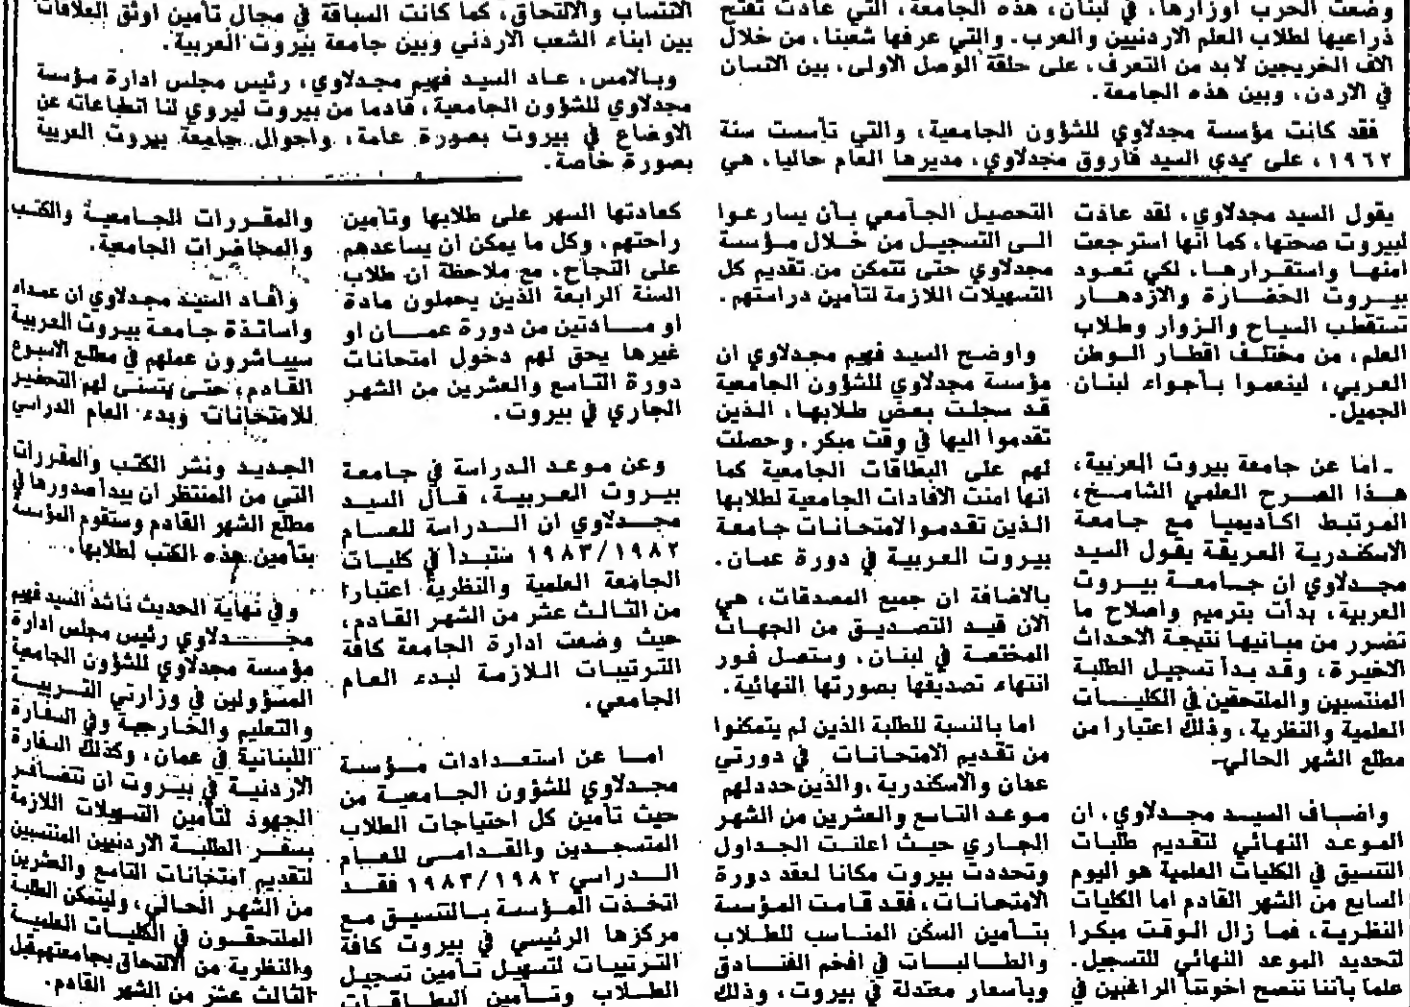 وضعت الحرب اوزارها، في لبنان، هذه الجامعة، التي عادت تفتح
ذراعيها لطلاب العلم الاردنيين والعرب. والتي عرفها شعبنا، من خلال
الاف الخريجين لابد من التعرف، على حلقة الوصل الاولى، بين الانسان
في الاردن، وبين هذه الجامعة.
فقد كانت مؤسسة مجدلاوي للشؤون الجامعية، والتي تأسست سنة
١٩٦٢، على يدي السيد فاروق مجدلاوي، مديرها العام حاليا، هي
الانتساب والالتحاق، كما كانت السباقة في مجال تأمين اوثق العلاقات
بين ابناء الشعب الاردني وبين جامعة بيروت العربية.
وبالامس، عاد السيد فهيم مجدلاوي، رئيس مجلس ادارة مؤسسة
مجدلاوي للشؤون الجامعية، قادما من بيروت ليروي لنا انطباعاته عن
الاوضاع في بيروت بصورة عامة، واحوال جامعة بيروت العربية
بصورة خاصة.
يقول السيد مجدلاوي، لقد عادت
لبيروت صحتها، كما أنها استرجعت
امنها واستقرارها، لكي تعود
بيروت الحضارة والازدهار
تستقطب السياح والزوار وطلاب
العلم، من مختلف اقطار الوطن
العربي، لينعموا بأجواء لبنان
الجميل.
ـ اما عن جامعة بيروت العربية،
هذا الصرح العلمي الشامخ،
المرتبط اكاديميا مع جامعة
الاسكندرية العريقة يقول السيد
مجدلاوي ان جامعة بيروت
العربية، بدأت بترميم واصلاح ما
تضرر من مبانيها نتيجة الاحداث
الاخيرة، وقد بدأ تسجيل الطلبة
المنتسبين والملتحقين في الكليات
العلمية والنظرية، وذلك اعتبارا من
مطلع الشهر الحالي.
واضاف السيد مجدلاوي، ان
الموعد النهائي لتقديم طلبات
التنسيق في الكليات العلمية هو اليوم
السابع من الشهر القادم اما الكليات
النظرية، فما زال الوقت مبكرا
لتحديد الموعد النهائي للتسجيل.
علما بأننا ننصح اخوتنا الراغبين في
التحصيل الجامعي بأن يسارعوا
الى التسجيل من خلال مؤسسة
مجدلاوي حتى تتمكن من تقديم كل
التسهيلات اللازمة لتأمين دراستهم.
واوضح السيد فهيم مجدلاوي ان
مؤسسة مجدلاوي للشؤون الجامعية
قد سجلت بعض طلابها، الذين
تقدموا اليها في وقت مبكر، وحصلت
لهم على البطاقات الجامعية كما
انها امنت الافادات الجامعية لطلابها
الذين تقدموا لامتحانات جامعة
بيروت العربية في دورة عمان.
بالاضافة ان جميع المصدقات، هي
الان قيد التصديق من الجهات
المختصة في لبنان، وستصل فور
انتهاء تصديقها بصورتها النهائية.
اما بالنسبة للطلبة الذين لم يتمكنوا
من تقديم الامتحانات في دورتي
عمان والاسكندرية، والذين حدد لهم
موعد التاسع والعشرين من الشهر
الجاري حيث اعلنت الجداول
وتحددت بيروت مكانا لعقد دورة
الامتحانات، فقد قامت المؤسسة
بتأمين السكن المناسب للطلاب
والطالبات في افخم الفنادق
وبأسعار معتدلة في بيروت، وذلك
كعادتها السهر على طلابها وتأمين
راحتهم، وكل ما يمكن ان يساعدهم
على النجاح، مع ملاحظة ان طلاب
السنة الرابعة الذين يحملون مادة
او مادتين من دورة عمان او
غيرها يحق لهم دخول امتحانات
دورة التاسع والعشرين من الشهر
الجاري في بيروت.
وعن موعد الدراسة في جامعة
بيروت العربية، قال السيد
مجدلاوي ان الدراسة للعام
١٩٨٣/١٩٨٢ ستبدأ في كليات
الجامعة العلمية والنظرية اعتبارا
من الثالث عشر من الشهر القادم،
حيث وضعت ادارة الجامعة كافة
الترتيبات اللازمة لبدء العام
الجامعي.
اما عن استعدادات مؤسسة
مجدلاوي للشؤون الجامعية من
حيث تأمين كل احتياجات الطلاب
المتسجدين والقدامى للعام
الدراسي ١٩٨٣/١٩٨٢ فقد
اتخذت المؤسسة بالتنسيق مع
مركزها الرئيسي في بيروت كافة
الترتيبات لتسهيل تأمين تسجيل
الطلاب وتأمين البطاقات
والمقررات الجامعية والكتب
والمحاضرات الجامعية.
وأفاد السيد مجدلاوي ان عمداء
واساتذة جامعة بيروت العربية
سيباشرون عملهم في مطلع الاسبوع
القادم، حتى يتسنى لهم التحضير
للامتحانات وبدء العام الدراسي
الجديد ونشر الكتب والمقررات
التي من المنتظر ان يبدأ صدورها في
مطلع الشهر القادم وستقوم المؤسسة
بتأمين هذه الكتب لطلابها.
وفي نهاية الحديث ناشد السيد فهيم
مجدلاوي رئيس مجلس ادارة
مؤسسة مجدلاوي للشؤون الجامعية
المسؤولين في وزارتي التربية
والتعليم والخارجية وفي السفارة
اللبنانية في عمان، وكذلك السفارة
الاردنية في بيروت ان تتضافر
الجهود لتأمين التسهيلات اللازمة
بسفر الطلبة الاردنيين المنتسبين
لتقديم امتحانات التاسع والعشرين
من الشهر الحالي، وليتمكن الطلبة
الملتحقون في الكليات العلمية
والنظرية من الالتحاق بجامعتهم قبل
الثالث عشر من الشهر القادم.